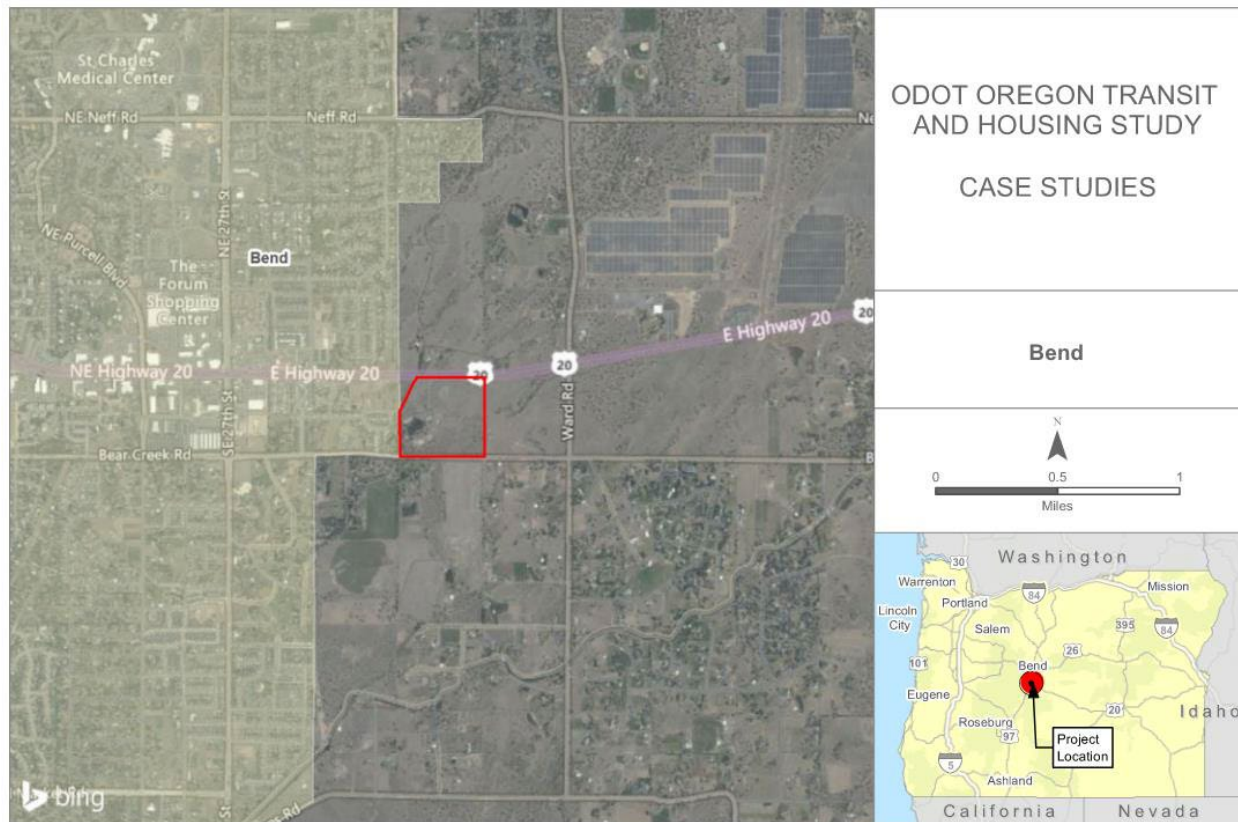 St Charles
Medical Center
NE Neff Rd
Neff Rd
NE 27th St
NE Purcell Blvd
Bend
The
Forum
Shopping
Center
E Highway 20
20
NE Highway 20
E Highway 20
20
20
Ward Rd
SE 27th St
Bear Creek Rd
bing
ODOT OREGON TRANSIT
AND HOUSING STUDY
CASE STUDIES
Bend
N
0
0.5
1
Miles
Washington
30
Warrenton
84
Mission
Portland
Lincoln
City
Salem
395
84
26
101
Bend
Eugene
20
Idaho
Roseburg
97
Project
Location
5
Ashland
California
Nevada